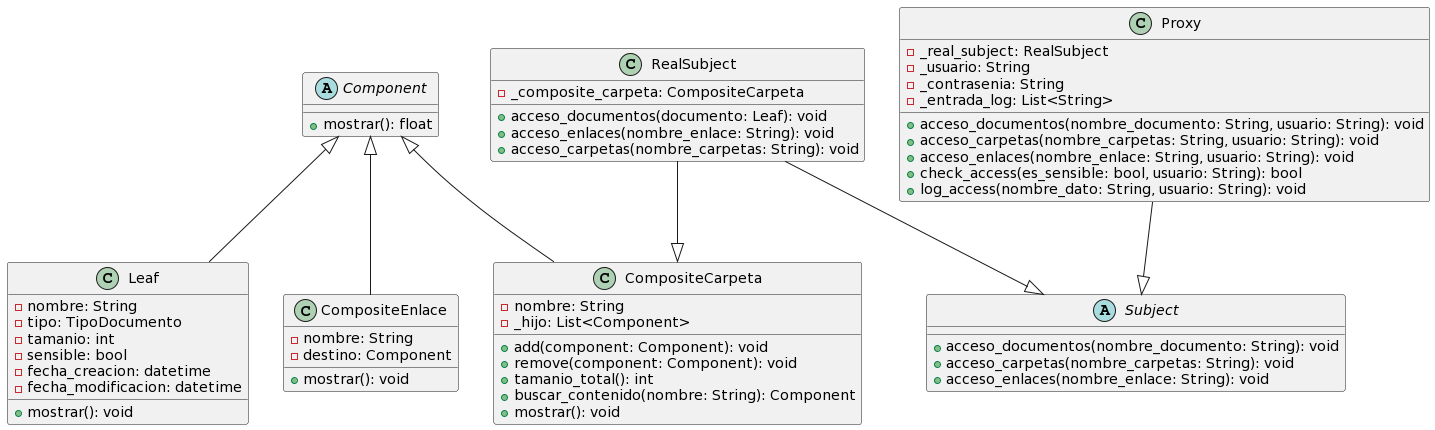 C Proxy
_real_subject: RealSubject
_usuario: String
_contrasenia: String
_entrada_log: List<String>
acceso_documentos(nombre_documento: String, usuario: String): void
acceso_carpetas(nombre_carpetas: String, usuario: String): void
acceso_enlaces(nombre_enlace: String, usuario: String): void
check_access(es_sensible: bool, usuario: String): bool
log_access(nombre_dato: String, usuario: String): void
C RealSubject
_composite_carpeta: CompositeCarpeta
acceso_documentos(documento: Leaf): void
acceso_enlaces(nombre_enlace: String): void
acceso_carpetas(nombre_carpetas: String): void
A Component
mostrar(): float
C Leaf
nombre: String
tipo: TipoDocumento
tamanio: int
sensible: bool
fecha_creacion: datetime
fecha_modificacion: datetime
mostrar(): void
C CompositeEnlace
nombre: String
destino: Component
mostrar(): void
C CompositeCarpeta
nombre: String
_hijo: List<Component>
add(component: Component): void
remove(component: Component): void
tamanio_total(): int
buscar_contenido(nombre: String): Component
mostrar(): void
A Subject
acceso_documentos(nombre_documento: String): void
acceso_carpetas(nombre_carpetas: String): void
acceso_enlaces(nombre_enlace: String): void